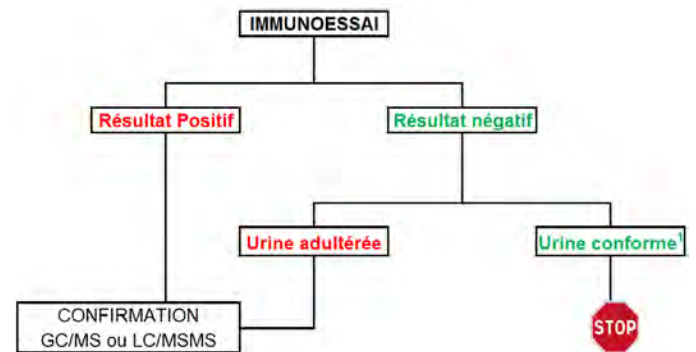 IMMUNOESSAI
Résultat Positif
Résultat négatif
Urine adultérée
Urine conforme¹
CONFIRMATION
GC/MS ou LC/MSMS
STOP